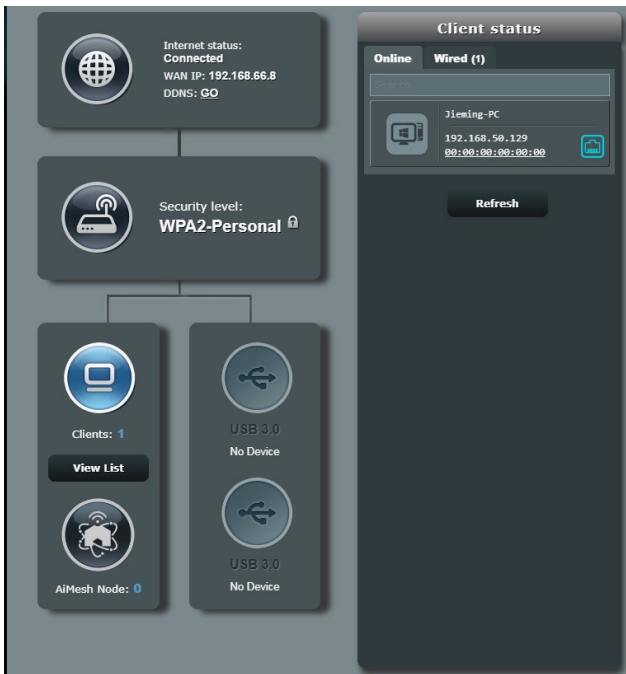 Internet status:
Connected
WAN IP: 192.168.66.8
DDNS: GO
Security level:
WPA2-Personal
Clients: 1
View List
AiMesh Node: 0
USB 3.0
No Device
USB 3.0
No Device
Client status
Online Wired (1)
Search
Jieming-PC
192.168.50.129
00:00:00:00:00:00
Refresh